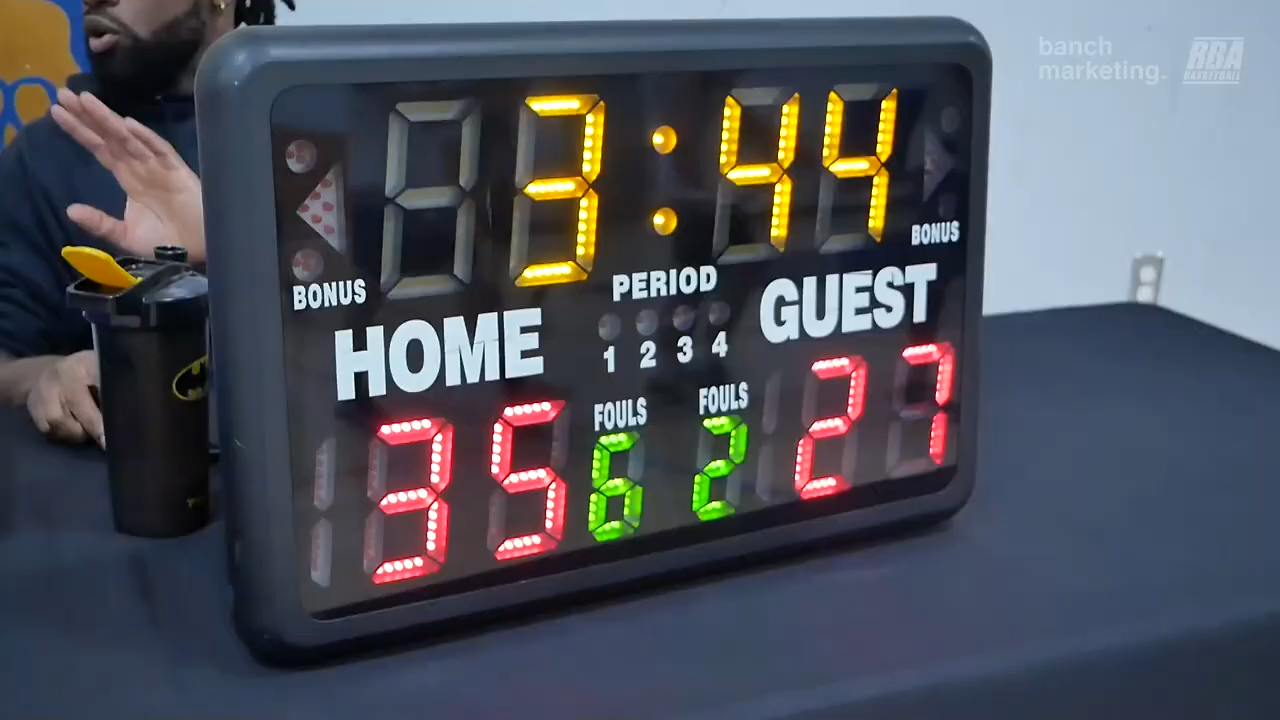 banch
marketing.
RBA
BASKETBALL
3:44
BONUS
BONUS
PERIOD
1 2 3 4
HOME
GUEST
FOULS
FOULS
35
6
2
27